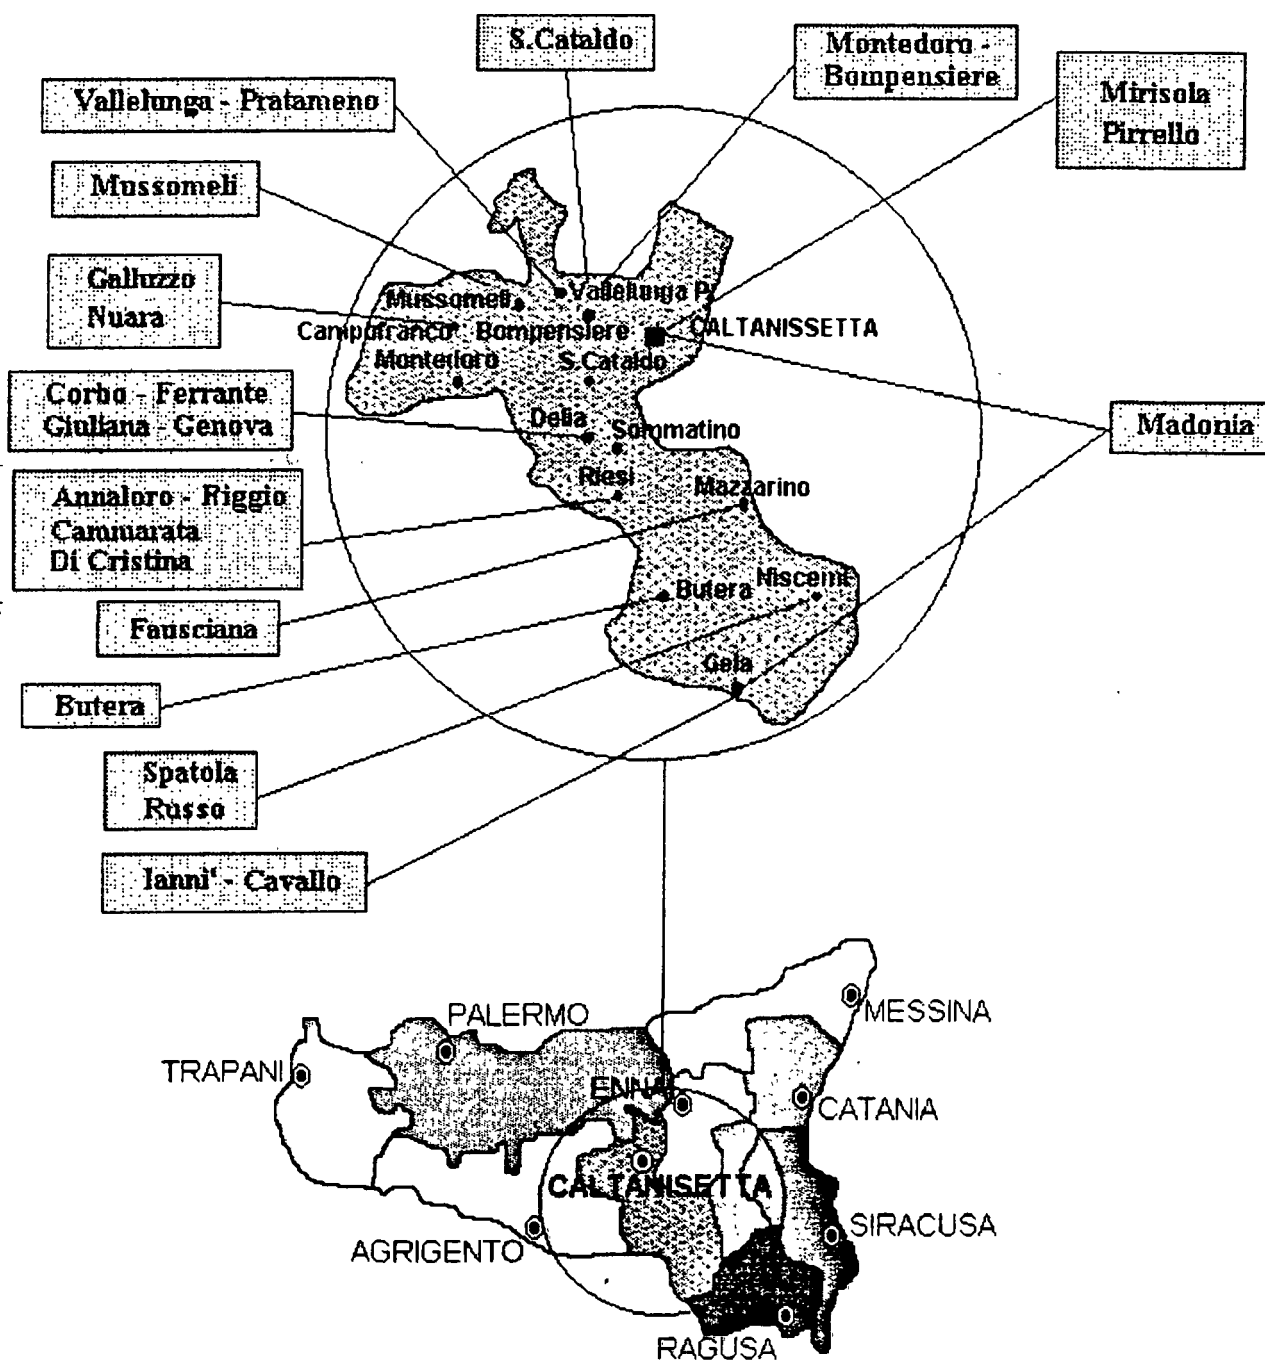 S.Cataldo
Montedoro -
Bompensiere
Mirisola
Pirrello
Vallelunga - Pratameno
Mussomeli
Galluzzo
Nuara
Corbo - Ferrante
Giuliana - Genova
Annaloro - Riggio
Cammarata
Di Cristina
Fausciana
Butera
Spatola
Russo
Ianni' - Cavallo
Madonia
Vallelunga P.
Mussomeli
Campofranco
Bompensiere
CALTANISSETTA
Montedoro
S.Cataldo
Delia
Sommatino
Riesi
Mazzarino
Butera
Niscemi
Gela
PALERMO
MESSINA
TRAPANI
ENNA
CATANIA
CALTANISETTA
AGRIGENTO
SIRACUSA
RAGUSA